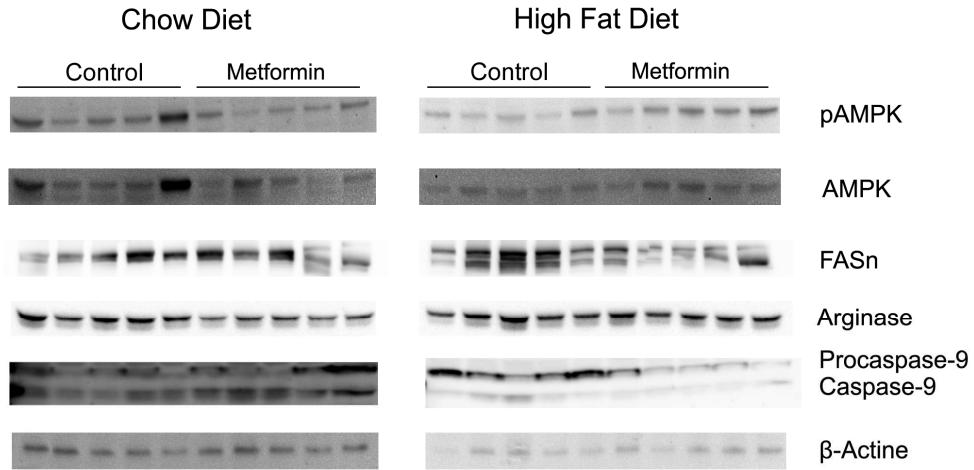 Chow Diet
High Fat Diet
Control
Metformin
Control
Metformin
pAMPK
AMPK
FASn
Arginase
Procaspase-9
Caspase-9
β-Actine